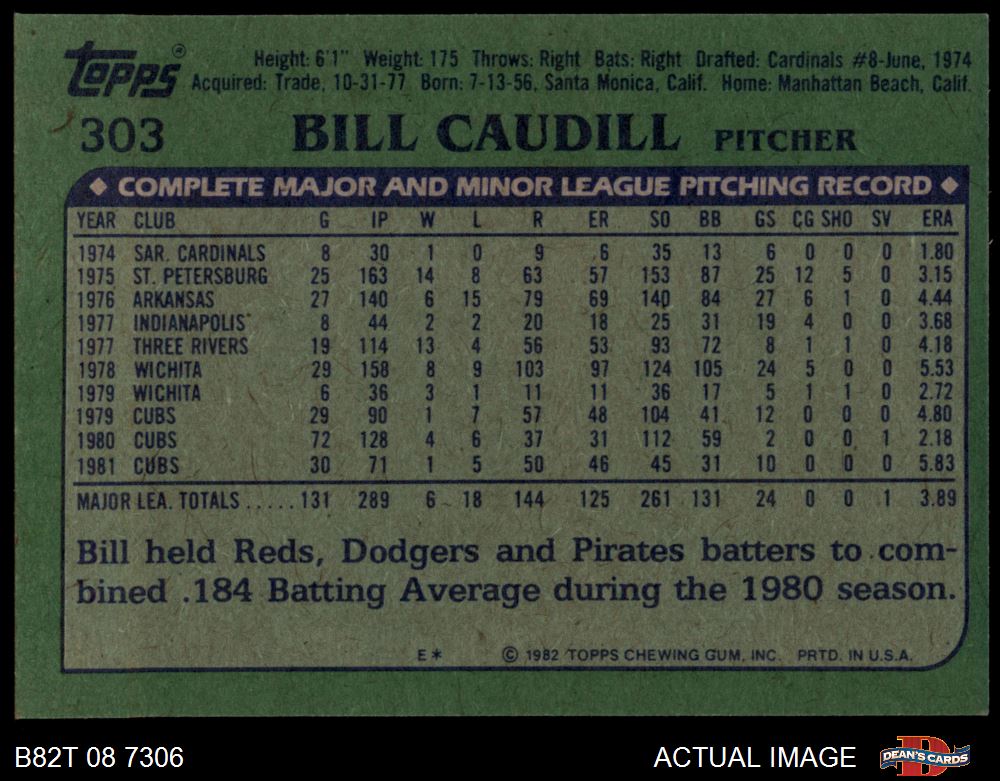 Topps®
Height: 6'1" Weight: 175 Throws: Right Bats: Right Drafted: Cardinals #8-June, 1974
Acquired: Trade, 10-31-77 Born: 7-13-56, Santa Monica, Calif. Home: Manhattan Beach, Calif.
303 BILL CAUDILL PITCHER
COMPLETE MAJOR AND MINOR LEAGUE PITCHING RECORD
YEAR CLUB G IP W L R ER SO BB GS CG SHO SV ERA
1974 SAR. CARDINALS 8 30 1 0 9 6 35 13 6 0 0 0 1.80
1975 ST. PETERSBURG 25 163 14 8 63 57 153 87 25 12 5 0 3.15
1976 ARKANSAS 27 140 6 15 79 69 140 84 27 6 1 0 4.44
1977 INDIANAPOLIS 8 44 2 2 20 18 25 31 19 4 0 0 3.68
1977 THREE RIVERS 19 114 13 4 56 53 93 72 8 1 1 0 4.18
1978 WICHITA 29 158 8 9 103 97 124 105 24 5 0 0 5.53
1979 WICHITA 6 36 3 1 11 11 36 17 5 1 1 0 2.72
1979 CUBS 29 90 1 7 57 48 104 41 12 0 0 0 4.80
1980 CUBS 72 128 4 6 37 31 112 59 2 0 0 1 2.18
1981 CUBS 30 71 1 5 50 46 45 31 10 0 0 0 5.83
MAJOR LEA. TOTALS ..... 131 289 6 18 144 125 261 131 24 0 0 1 3.89
Bill held Reds, Dodgers and Pirates batters to com-
bined .184 Batting Average during the 1980 season.
E* © 1982 TOPPS CHEWING GUM, INC. PRTD. IN U.S.A.
B82T 08 7306 ACTUAL IMAGE DEAN'S CARDS